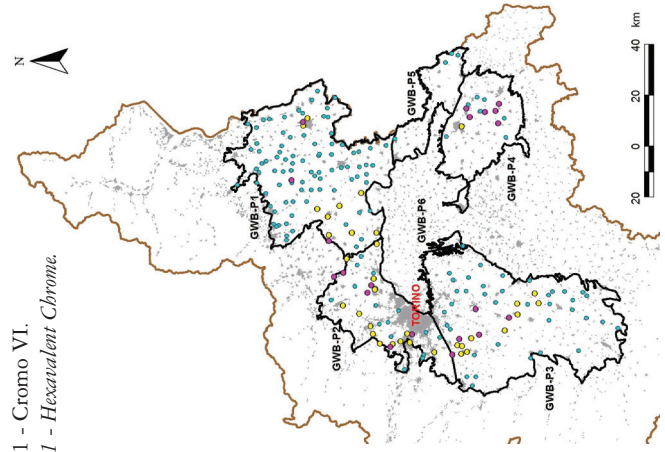 1 - Cromo VI.
1 - Hexavalent Chrome.
N
GWB-P1
GWB-P2
TORINO
GWB-P6
GWB-P5
GWB-P4
GWB-P3
20 0 20 40 km